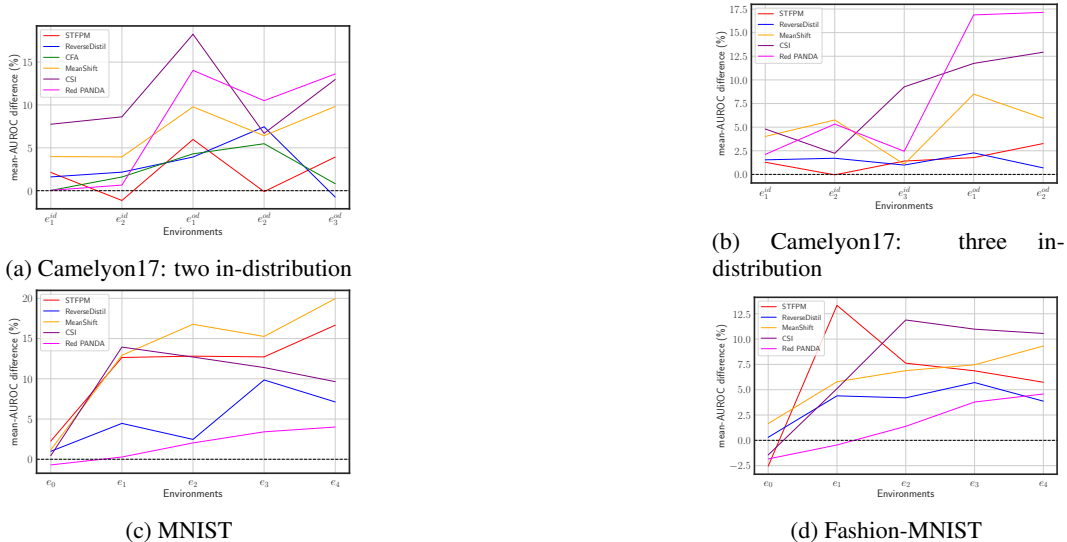 mean-AUROC difference (%)
15
10
5
0
STFPM
ReverseDistil
CFA
MeanShift
CSI
Red PANDA
e_1^{id}
e_2^{id}
e_1^{od}
e_2^{od}
e_3^{od}
Environments
(a) Camelyon17: two in-distribution
mean-AUROC difference (%)
17.5
15.0
12.5
10.0
7.5
5.0
2.5
0.0
STFPM
ReverseDistil
MeanShift
CSI
Red PANDA
e_1^{id}
e_2^{id}
e_3^{id}
e_1^{od}
e_2^{od}
Environments
(b) Camelyon17: three in-
distribution
mean-AUROC difference (%)
20
15
10
5
0
STFPM
ReverseDistil
MeanShift
CSI
Red PANDA
e_0
e_1
e_2
e_3
e_4
Environments
(c) MNIST
mean-AUROC difference (%)
12.5
10.0
7.5
5.0
2.5
0.0
−2.5
STFPM
ReverseDistil
MeanShift
CSI
Red PANDA
e_0
e_1
e_2
e_3
e_4
Environments
(d) Fashion-MNIST